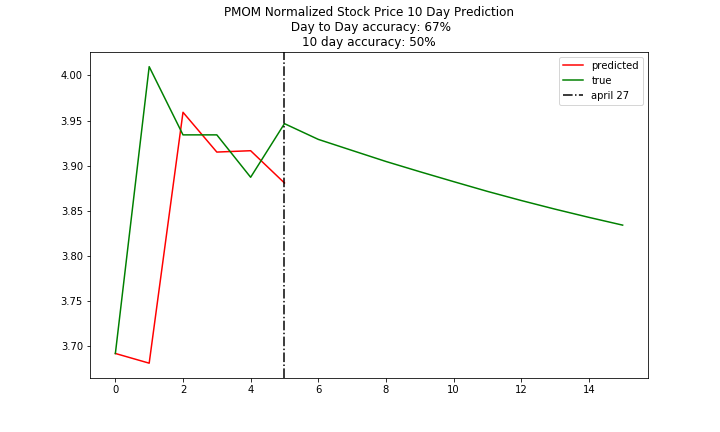 PMOM Normalized Stock Price 10 Day Prediction
Day to Day accuracy: 67%
10 day accuracy: 50%
predicted
true
april 27
4.00
3.95
3.90
3.85
3.80
3.75
3.70
0 2 4 6 8 10 12 14